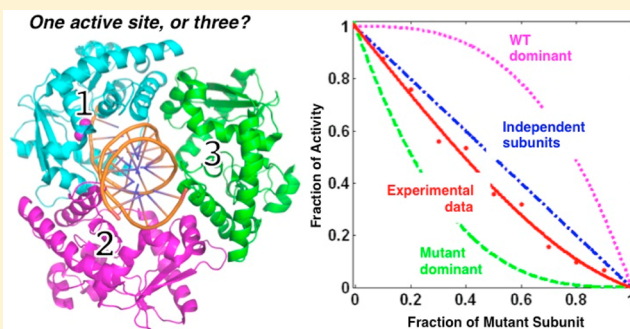 One active site, or three?
1
2
3
Fraction of Activity
1
0.8
0.6
0.4
0.2
0
WT
dominant
Independent
subunits
Experimental
data
Mutant
dominant
0
0.2
0.4
0.6
0.8
1
Fraction of Mutant Subunit